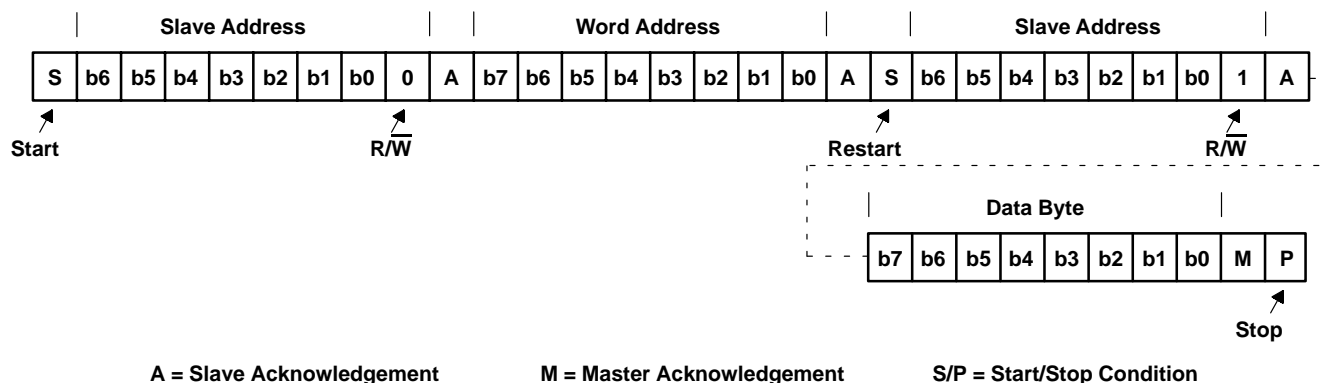 Slave Address Word Address Slave Address
S b6 b5 b4 b3 b2 b1 b0 0 A b7 b6 b5 b4 b3 b2 b1 b0 A S b6 b5 b4 b3 b2 b1 b0 1 A
Start R/W̅ Restart R/W̅
Data Byte
b7 b6 b5 b4 b3 b2 b1 b0 M P
Stop
A = Slave Acknowledgement M = Master Acknowledgement S/P = Start/Stop Condition